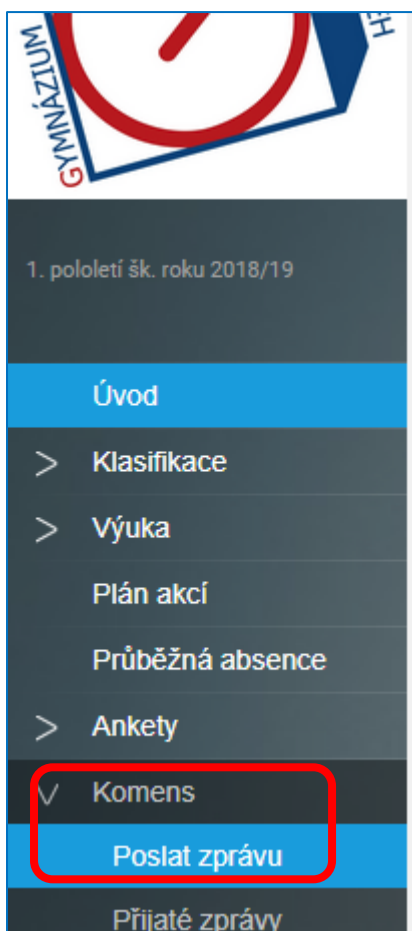 GYMNÁZIUM
HE
1. pololetí šk. roku 2018/19
Úvod
> Klasifikace
> Výuka
Plán akcí
Průběžná absence
> Ankety
Komens
Poslat zprávu
Přijaté zprávy